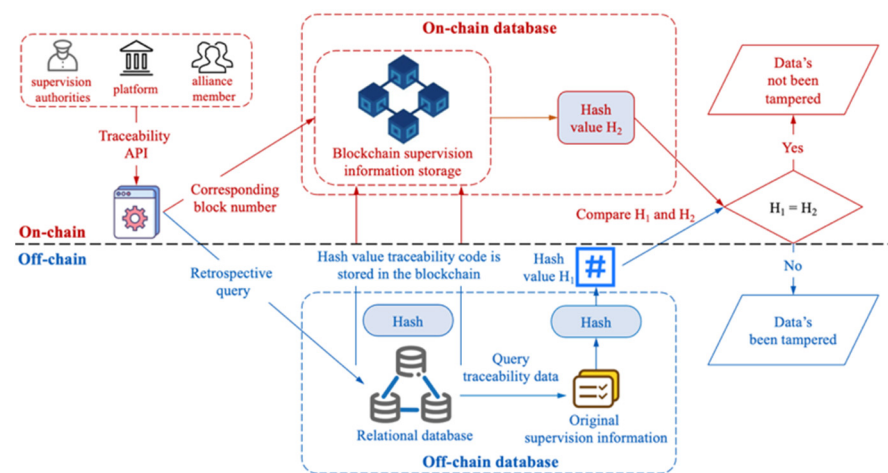 On-chain database
supervision
authorities
platform
alliance
member
Traceability
API
Corresponding
block number
Blockchain supervision
information storage
Hash
value H₂
Data's
not been
tampered
Yes
Compare H₁ and H₂
H₁ = H₂
On-chain
Off-chain
Retrospective
query
Hash value traceability code is
stored in the blockchain
Hash
value H₁
#
No
Hash
Hash
Data's
been tampered
Query
traceability data
Relational database
Original
supervision information
Off-chain database